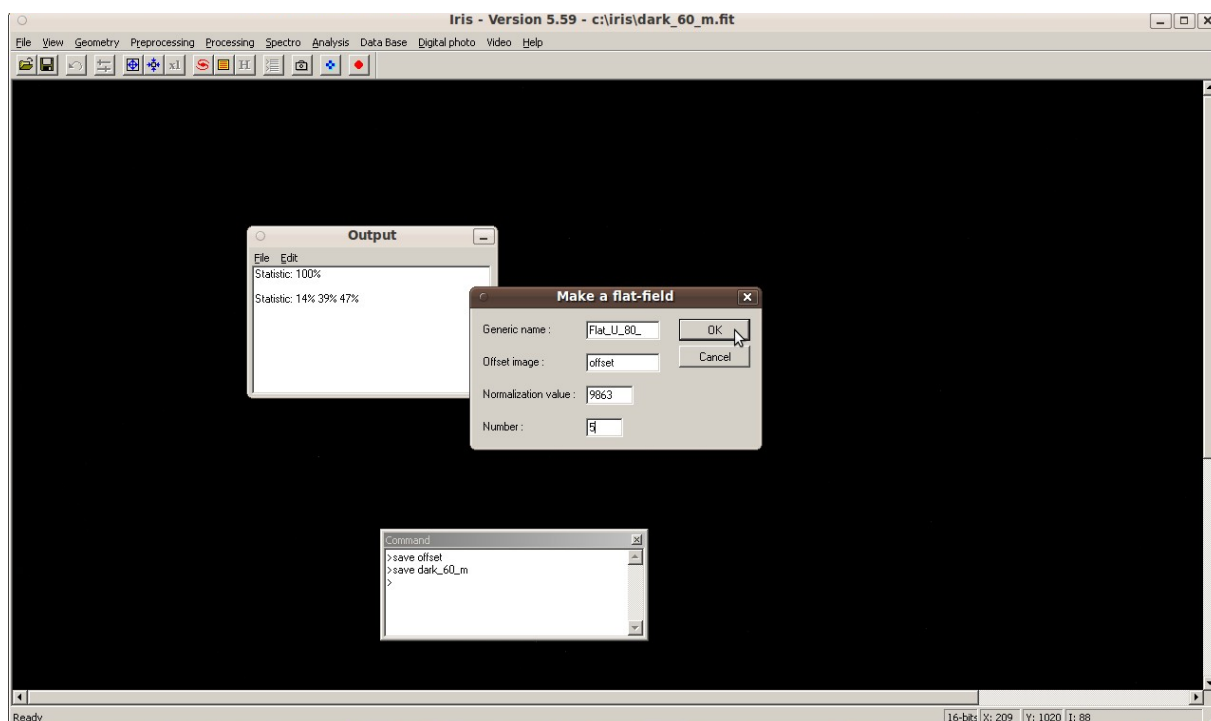 Iris - Version 5.59 - c:\iris\dark_60_m.fit
File View Geometry Preprocessing Processing Spectro Analysis Data Base Digital photo Video Help
x1 S H
Output
File Edit
Statistic: 100%
Statistic: 14% 39% 47%
Make a flat-field
Generic name : Flat_U_80_ OK
Offset image : offset Cancel
Normalization value : 9863
Number : 5
Command
>save offset
>save dark_60_m
>
Ready 16-bits X: 209 Y: 1020 I: 88